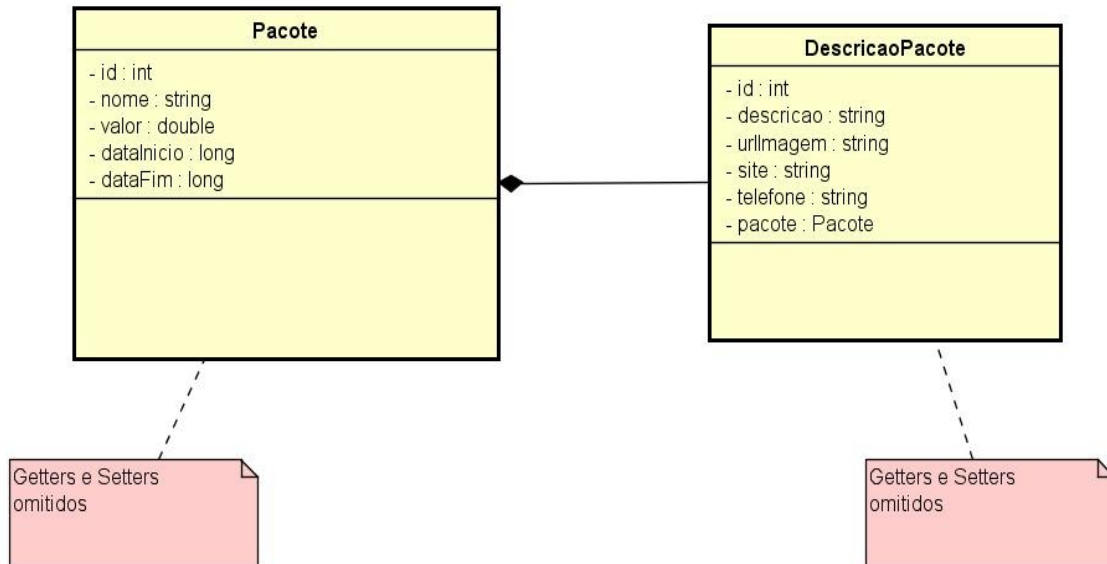 Pacote
- id : int
- nome : string
- valor : double
- dataInicio : long
- dataFim : long
DescricaoPacote
- id : int
- descricao : string
- urlImagem : string
- site : string
- telefone : string
- pacote : Pacote
Getters e Setters
omitidos
Getters e Setters
omitidos